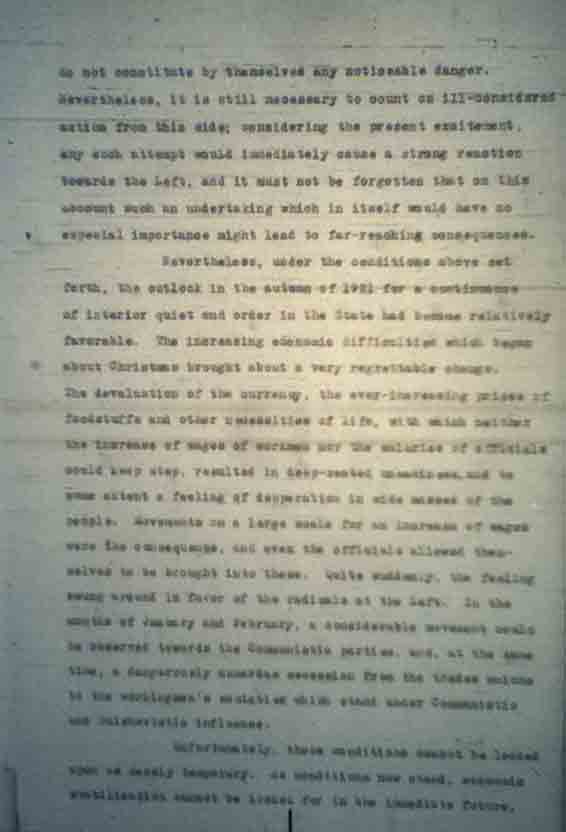 do not constitute by themselves any noticeable danger.
Nevertheless, it is still necessary to count on ill-considered
action from this side; considering the present excitement,
any such attempt would immediately cause a strong reaction
towards the Left, and it must not be forgotten that on this
account such an undertaking which in itself would have no
especial importance might lead to far-reaching consequences.
Nevertheless, under the conditions above set
forth, the outlook in the autumn of 1921 for a continuance
of interior quiet and order in the State had become relatively
favorable. The increasing economic difficulties which began
about Christmas brought about a very regrettable change.
The devaluation of the currency, the ever-increasing prices of
foodstuffs and other necessities of life, with which neither
the increase of wages of workmen nor the salaries of officials
could keep step, resulted in deep-seated uneasiness, and to
some extent a feeling of desperation in wide masses of the
people. Movements on a large scale for an increase of wages
were the consequence, and even the officials allowed them-
selves to be brought into these. Quite suddenly, the feeling
swung around in favor of the radicals at the Left. In the
months of January and February, a considerable movement could
be observed towards the Communistic parties, and, at the same
time, a dangerously numerous secession from the trades unions
to the workingmen's societies which stand under Communistic
and Bolshevistic influence.
Unfortunately, these conditions cannot be looked
upon as merely temporary. As conditions now stand, economic
stabilization cannot be looked for in the immediate future,